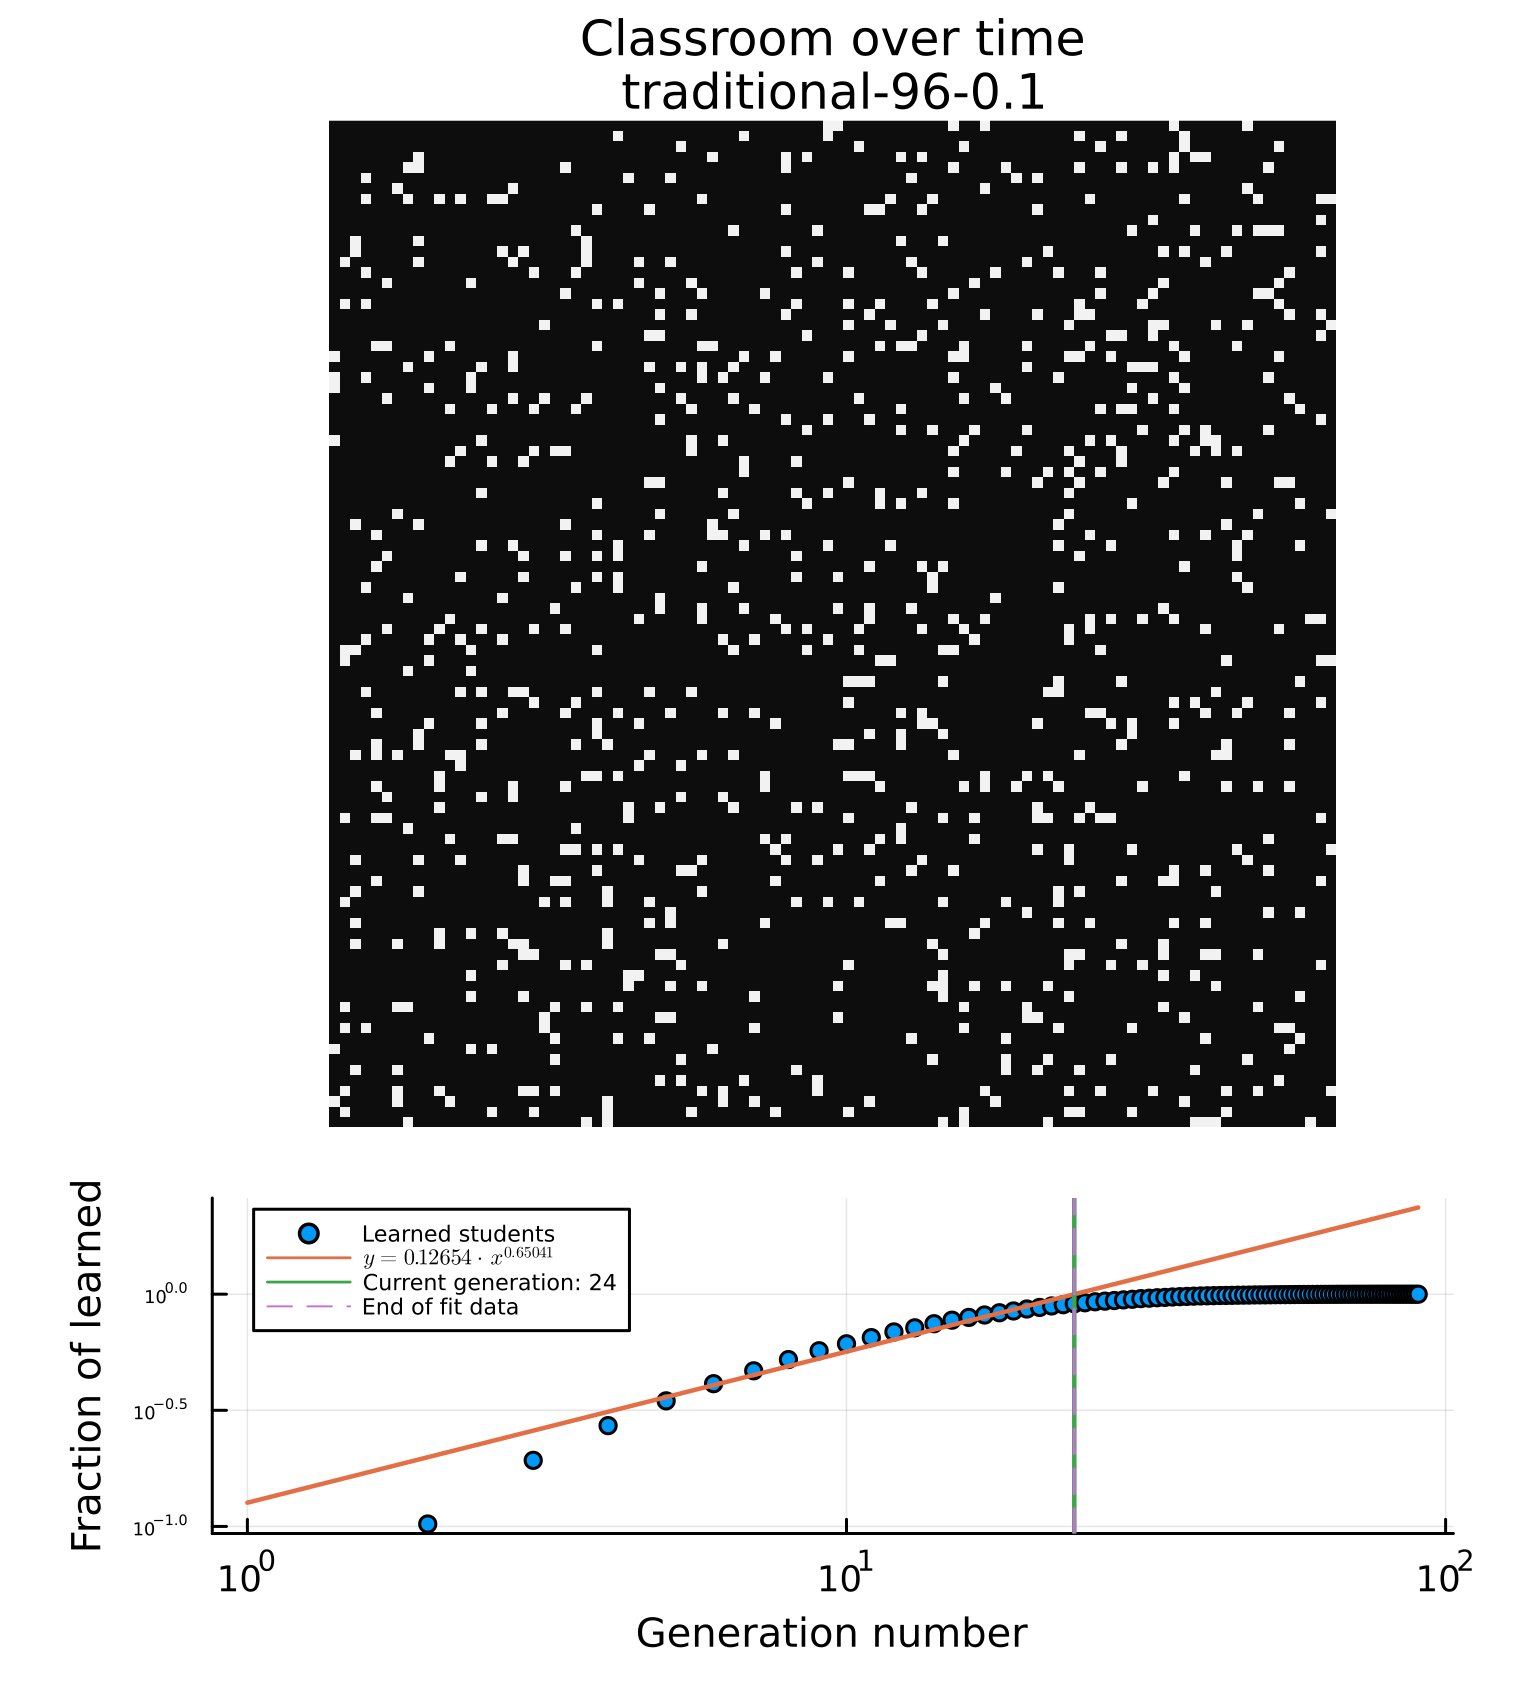 Classroom over time
traditional-96-0.1
Fraction of learned
Learned students
y = 0.12654 · x^0.65041
Current generation: 24
End of fit data
10^0.0
10^−0.5
10^−1.0
10^0
10^1
10^2
Generation number